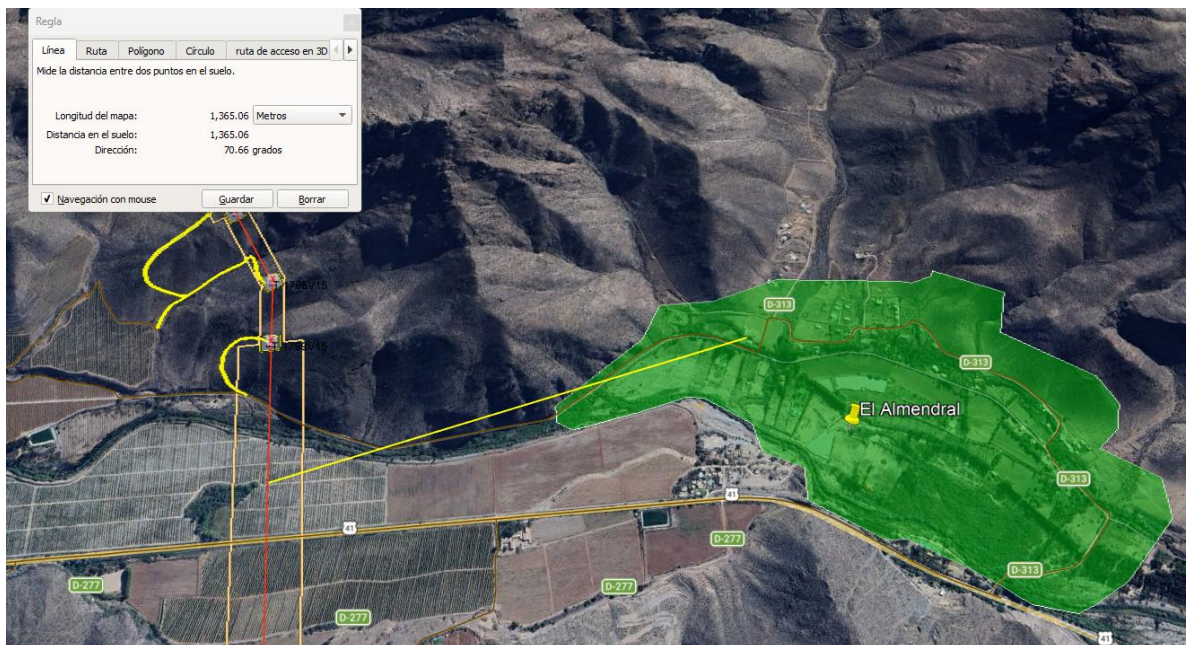 Regla
Línea Ruta Polígono Círculo ruta de acceso en 3D
Mide la distancia entre dos puntos en el suelo.
Longitud del mapa: 1,365.06 Metros
Distancia en el suelo: 1,365.06
Dirección: 70.66 grados
Navegación con mouse Guardar Borrar
D-313
D-313
El Almendral
D-313
41
41
D-277
D-313
D-277
D-277
D-277
41